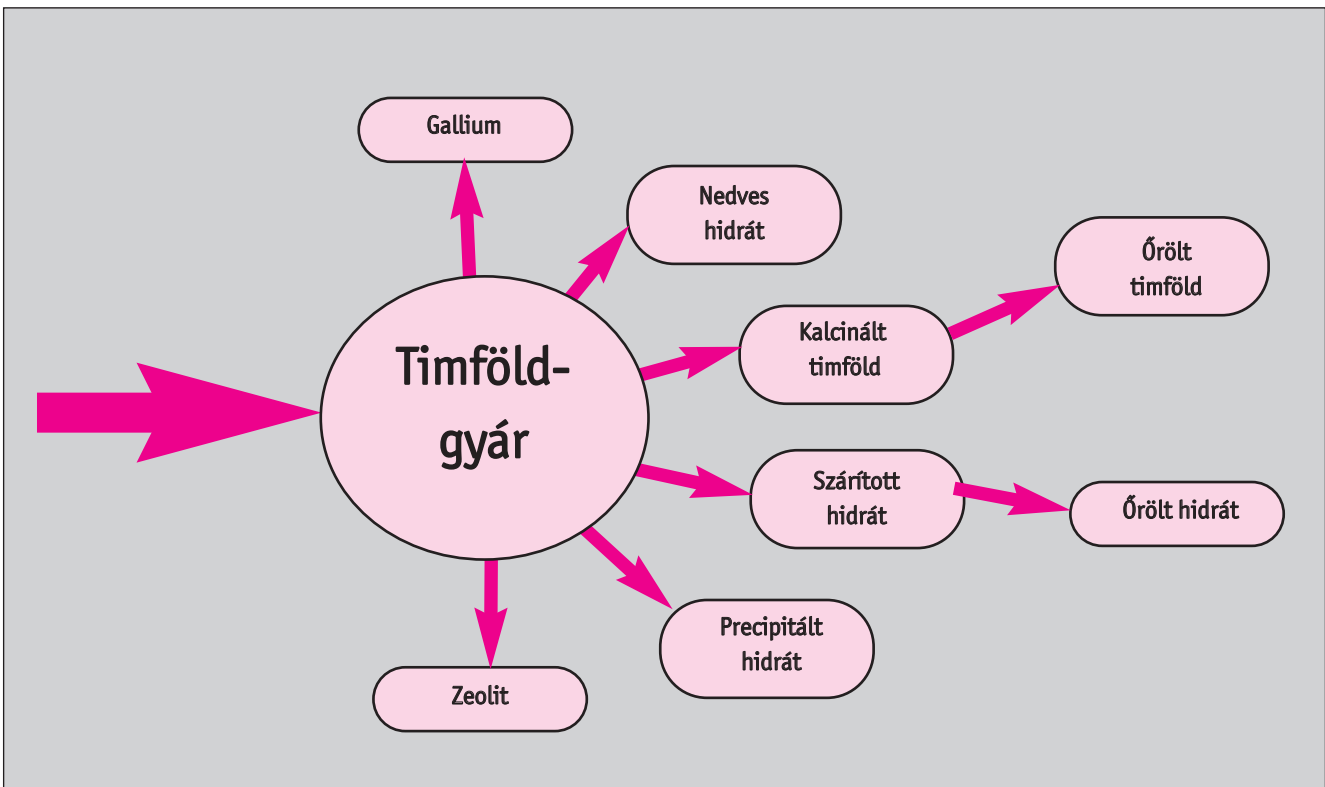 Gallium
Nedves
hidrát
Őrölt
timföld
Kalcinált
timföld
Timföld-
gyár
Szárított
hidrát
Őrölt hidrát
Precipitált
hidrát
Zeolit